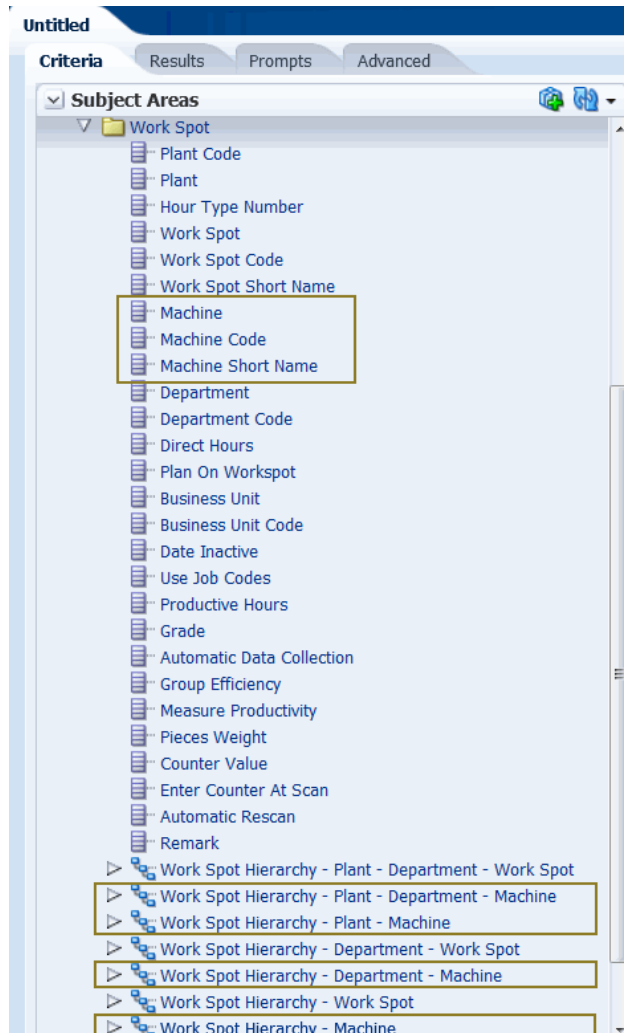 Untitled
Criteria Results Prompts Advanced
Subject Areas
Work Spot
Plant Code
Plant
Hour Type Number
Work Spot
Work Spot Code
Work Spot Short Name
Machine
Machine Code
Machine Short Name
Department
Department Code
Direct Hours
Plan On Workspot
Business Unit
Business Unit Code
Date Inactive
Use Job Codes
Productive Hours
Grade
Automatic Data Collection
Group Efficiency
Measure Productivity
Pieces Weight
Counter Value
Enter Counter At Scan
Automatic Rescan
Remark
Work Spot Hierarchy - Plant - Department - Work Spot
Work Spot Hierarchy - Plant - Department - Machine
Work Spot Hierarchy - Plant - Machine
Work Spot Hierarchy - Department - Work Spot
Work Spot Hierarchy - Department - Machine
Work Spot Hierarchy - Work Spot
Work Spot Hierarchy - Machine